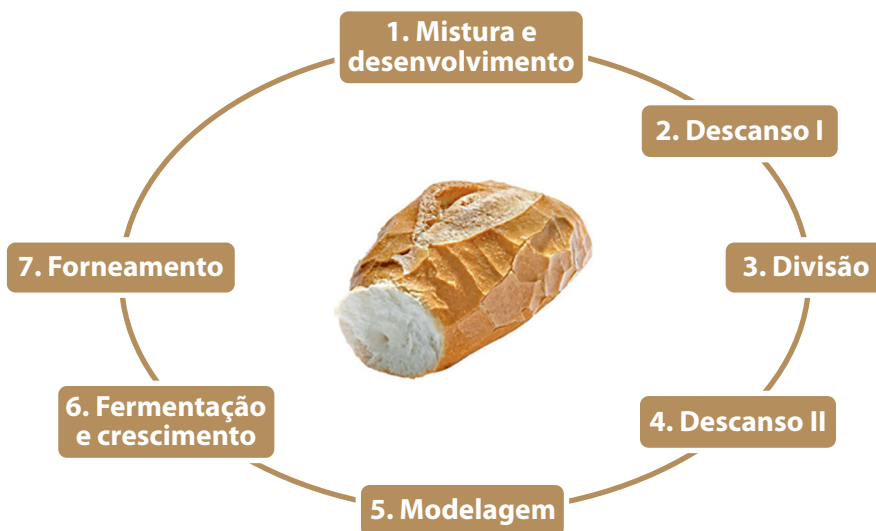 1. Mistura e
desenvolvimento
2. Descanso I
3. Divisão
4. Descanso II
5. Modelagem
6. Fermentação
e crescimento
7. Forneamento